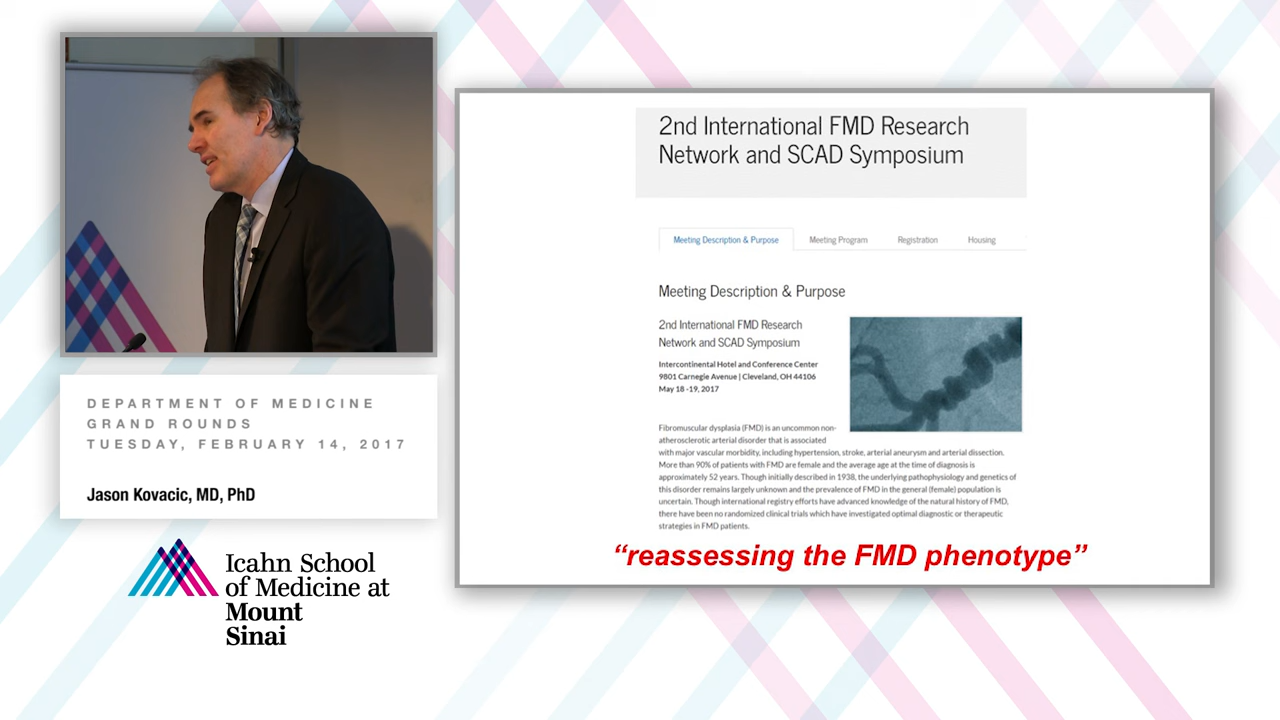 DEPARTMENT OF MEDICINE
GRAND ROUNDS
TUESDAY, FEBRUARY 14, 2017
Jason Kovacic, MD, PhD
Icahn School
of Medicine at
Mount
Sinai
2nd International FMD Research
Network and SCAD Symposium
Meeting Description & Purpose Meeting Program Registration Housing
Meeting Description & Purpose
2nd International FMD Research
Network and SCAD Symposium
Intercontinental Hotel and Conference Center
9801 Carnegie Avenue | Cleveland, OH 44106
May 18 -19, 2017
Fibromuscular dysplasia (FMD) is an uncommon non-
atherosclerotic arterial disorder that is associated
with major vascular morbidity, including hypertension, stroke, arterial aneurysm and arterial dissection.
More than 90% of patients with FMD are female and the average age at the time of diagnosis is
approximately 52 years. Though initially described in 1938, the underlying pathophysiology and genetics of
this disorder remains largely unknown and the prevalence of FMD in the general (female) population is
uncertain. Though international registry efforts have advanced knowledge of the natural history of FMD,
there have been no randomized clinical trials which have investigated optimal diagnostic or therapeutic
strategies in FMD patients.
“reassessing the FMD phenotype”